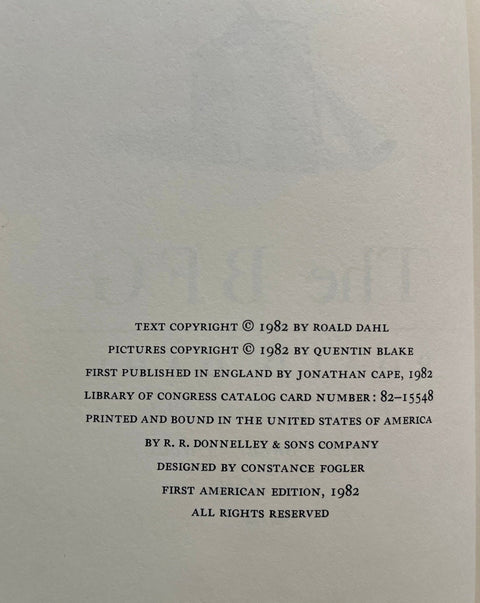 The BFG
TEXT COPYRIGHT © 1982 BY ROALD DAHL
PICTURES COPYRIGHT © 1982 BY QUENTIN BLAKE
FIRST PUBLISHED IN ENGLAND BY JONATHAN CAPE, 1982
LIBRARY OF CONGRESS CATALOG CARD NUMBER: 82–15548
PRINTED AND BOUND IN THE UNITED STATES OF AMERICA
BY R. R. DONNELLEY & SONS COMPANY
DESIGNED BY CONSTANCE FOGLER
FIRST AMERICAN EDITION, 1982
ALL RIGHTS RESERVED